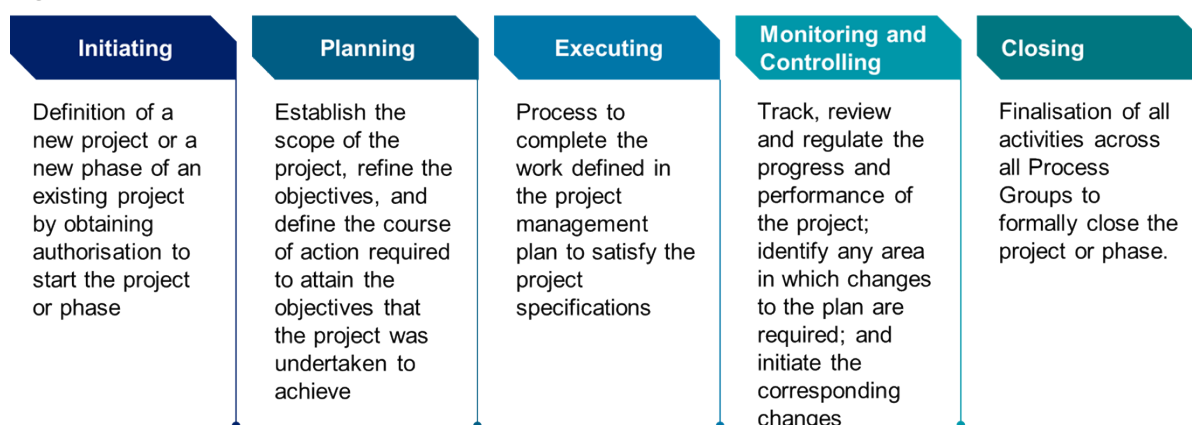 Initiating
Definition of a
new project or a
new phase of an
existing project
by obtaining
authorisation to
start the project
or phase
Planning
Establish the
scope of the
project, refine the
objectives, and
define the course
of action required
to attain the
objectives that
the project was
undertaken to
achieve
Executing
Process to
complete the
work defined in
the project
management
plan to satisfy the
project
specifications
Monitoring and
Controlling
Track, review
and regulate the
progress and
performance of
the project;
identify any area
in which changes
to the plan are
required; and
initiate the
corresponding
changes
Closing
Finalisation of all
activities across
all Process
Groups to
formally close the
project or phase.